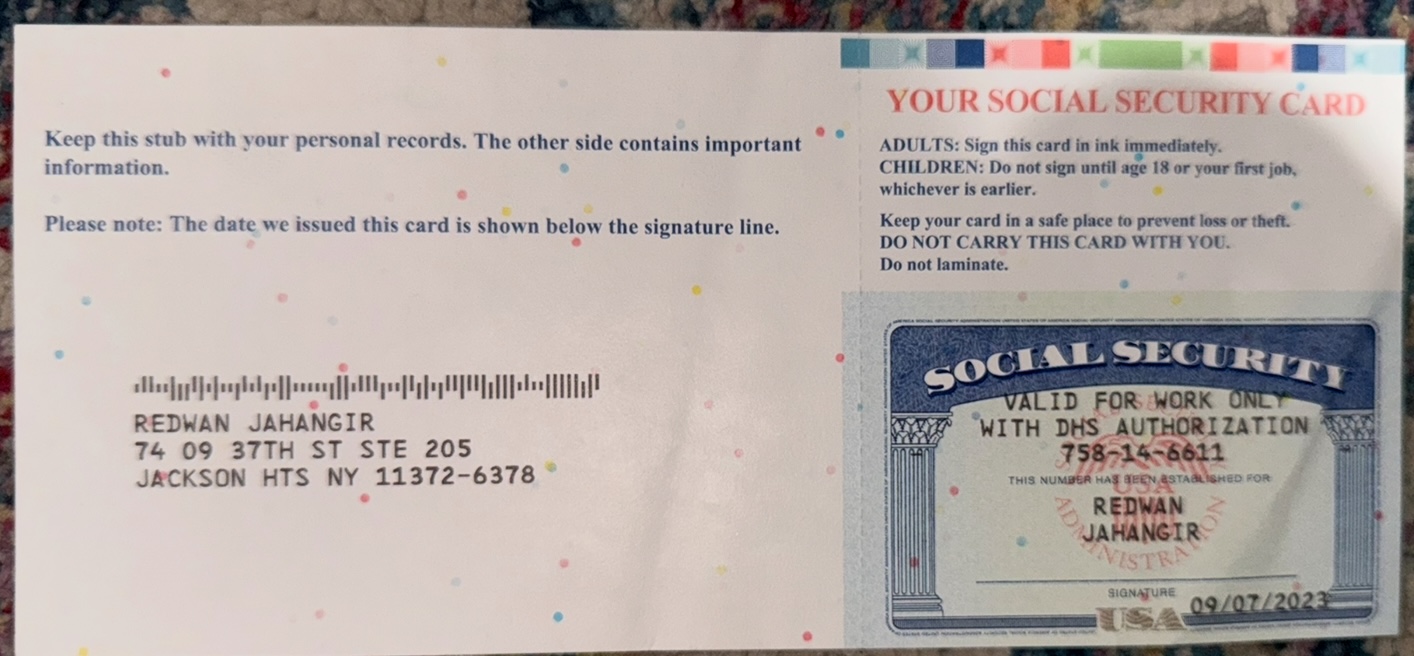 Keep this stub with your personal records. The other side contains important
information.
Please note: The date we issued this card is shown below the signature line.
REDWAN JAHANGIR
74 09 37TH ST STE 205
JACKSON HTS NY 11372-6378
YOUR SOCIAL SECURITY CARD
ADULTS: Sign this card in ink immediately.
CHILDREN: Do not sign until age 18 or your first job,
whichever is earlier.
Keep your card in a safe place to prevent loss or theft.
DO NOT CARRY THIS CARD WITH YOU.
Do not laminate.
SOCIAL SECURITY
VALID FOR WORK ONLY
WITH DHS AUTHORIZATION
758-14-6611
THIS NUMBER HAS BEEN ESTABLISHED FOR
REDWAN
JAHANGIR
USA
ADMINISTRATION
SIGNATURE
09/07/2023
USA